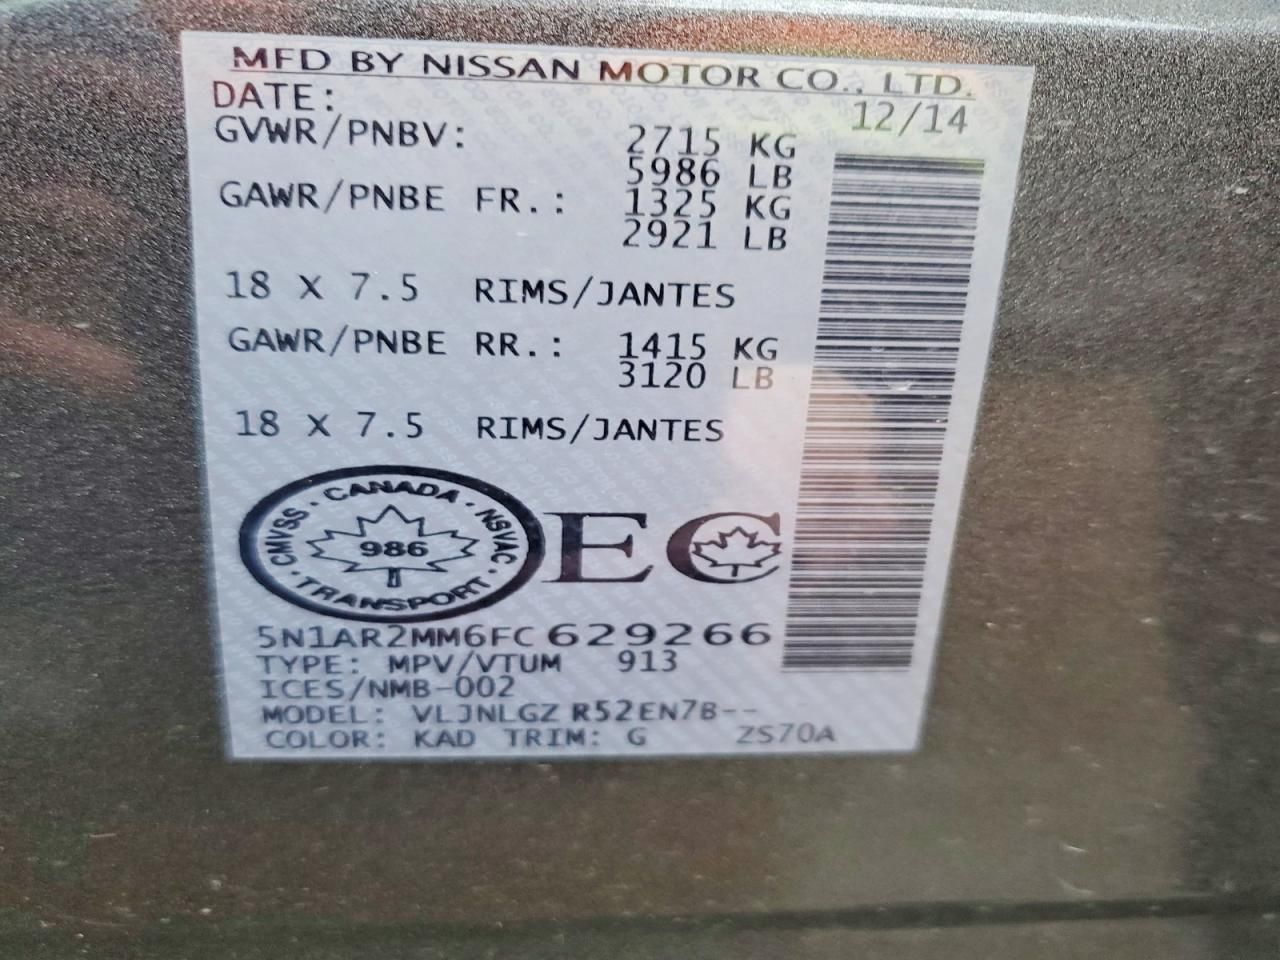 MFD BY NISSAN MOTOR CO., LTD.
DATE: 12/14
GVWR/PNBV: 2715 KG
5986 LB
GAWR/PNBE FR.: 1325 KG
2921 LB
18 X 7.5 RIMS/JANTES
GAWR/PNBE RR.: 1415 KG
3120 LB
18 X 7.5 RIMS/JANTES
CANADA · NSVAC · TRANSPORT · CMVSS ·
986
EC
5N1AR2MM6FC629266
TYPE: MPV/VTUM 913
ICES/NMB-002
MODEL: VLJNLGZ R52EN7B--
COLOR: KAD TRIM: G ZS70A